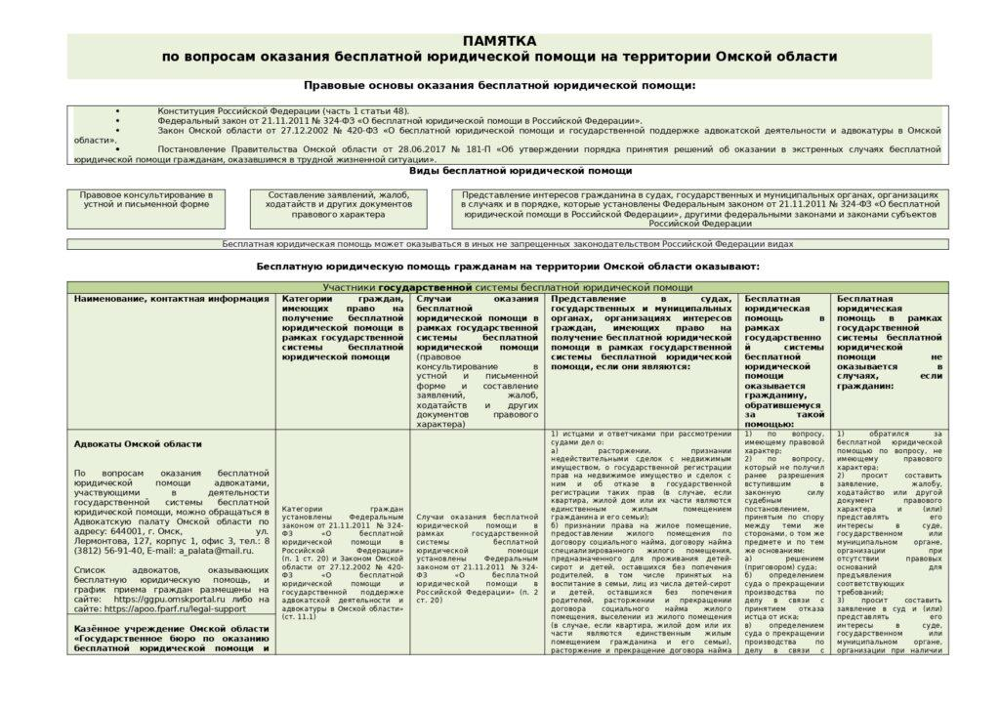 ПАМЯТКА
по вопросам оказания бесплатной юридической помощи на территории Омской области
Правовые основы оказания бесплатной юридической помощи:
• Конституция Российской Федерации (часть 1 статьи 48).
• Федеральный закон от 21.11.2011 № 324-ФЗ «О бесплатной юридической помощи в Российской Федерации».
• Закон Омской области от 27.12.2002 № 420-ФЗ «О бесплатной юридической помощи и государственной поддержке адвокатской деятельности и адвокатуры в Омской
области».
• Постановление Правительства Омской области от 28.06.2017 № 181-П «Об утверждении порядка принятия решений об оказании в экстренных случаях бесплатной
юридической помощи гражданам, оказавшимся в трудной жизненной ситуации».
Виды бесплатной юридической помощи
Правовое консультирование в
устной и письменной форме
Составление заявлений, жалоб,
ходатайств и других документов
правового характера
Представление интересов гражданина в судах, государственных и муниципальных органах, организациях
в случаях и в порядке, которые установлены Федеральным законом от 21.11.2011 № 324-ФЗ «О бесплатной
юридической помощи в Российской Федерации», другими федеральными законами и законами субъектов
Российской Федерации
Бесплатная юридическая помощь может оказываться в иных не запрещенных законодательством Российской Федерации видах
Бесплатную юридическую помощь гражданам на территории Омской области оказывают:
Участники государственной системы бесплатной юридической помощи
Наименование, контактная информация
Категории граждан,
имеющих право на
получение бесплатной
юридической помощи в
рамках государственной
системы бесплатной
юридической помощи
Случаи оказания
бесплатной
юридической помощи в
рамках государственной
системы бесплатной
юридической помощи
(правовое
консультирование в
устной и письменной
форме и составление
заявлений, жалоб,
ходатайств и других
документов правового
характера)
Представление в судах,
государственных и муниципальных
органах, организациях интересов
граждан, имеющих право на
получение бесплатной юридической
помощи в рамках государственной
системы бесплатной юридической
помощи, если они являются:
Бесплатная
юридическая
помощь в
рамках
государственно
й системы
бесплатной
юридической
помощи
оказывается
гражданину,
обратившемуся
за такой
помощью:
Бесплатная
юридическая
помощь в рамках
государственной
системы бесплатной
юридической
помощи не
оказывается в
случаях, если
гражданин:
Адвокаты Омской области
По вопросам оказания бесплатной
юридической помощи адвокатами,
участвующими в деятельности
государственной системы бесплатной
юридической помощи, можно обращаться в
Адвокатскую палату Омской области по
адресу: 644001, г. Омск, ул.
Лермонтова, 127, корпус 1, офис 3, тел.: 8
(3812) 56-91-40, E-mail: a_palata@mail.ru.
Список адвокатов, оказывающих
бесплатную юридическую помощь, и
график приема граждан размещены на
сайте: https://ggpu.omskportal.ru либо на
сайте: https://apoo.fparf.ru/legal-support
Казённое учреждение Омской области
«Государственное бюро по оказанию
бесплатной юридической помощи и
Категории граждан
установлены Федеральным
законом от 21.11.2011 № 324-
ФЗ «О бесплатной
юридической помощи в
Российской Федерации»
(п. 1 ст. 20) и Законом Омской
области от 27.12.2002 № 420-
ФЗ «О бесплатной
юридической помощи и
государственной поддержке
адвокатской деятельности и
адвокатуры в Омской области»
(ст. 11.1)
Случаи оказания бесплатной
юридической помощи в
рамках государственной
системы бесплатной
юридической помощи
установлены Федеральным
законом от 21.11.2011 № 324-
ФЗ «О бесплатной
юридической помощи в
Российской Федерации» (п. 2
ст. 20)
1) истцами и ответчиками при рассмотрении
судами дел о:
а) расторжении, признании
недействительными сделок с недвижимым
имуществом, о государственной регистрации
прав на недвижимое имущество и сделок с
ним и об отказе в государственной
регистрации таких прав (в случае, если
квартира, жилой дом или их части являются
единственным жилым помещением
гражданина и его семьи);
б) признании права на жилое помещение,
предоставлении жилого помещения по
договору социального найма, договору найма
специализированного жилого помещения,
предназначенного для проживания детей-
сирот и детей, оставшихся без попечения
родителей, в том числе принятых на
воспитание в семьи, лиц из числа детей-сирот
и детей, оставшихся без попечения
родителей, расторжении и прекращении
договора социального найма жилого
помещения, выселении из жилого помещения
(в случае, если квартира, жилой дом или их
части являются единственным жилым
помещением гражданина и его семьи),
расторжение и прекращение договора найма
1) по вопросу,
имеющему правовой
характер;
2) по вопросу,
который не получил
ранее разрешения
вступившим в
законную силу
судебным
постановлением,
принятым по спору
между теми же
сторонами, о том же
предмете и по тем
же основаниям:
а) решением
(приговором) суда;
б) определением
суда о прекращении
производства по
делу в связи с
принятием отказа
истца от иска;
в) определением
суда о прекращении
производства по
делу в связи с
1) обратился за
бесплатной юридической
помощью по вопросу, не
имеющему правового
характера;
2) просит составить
заявление, жалобу,
ходатайство или другой
документ правового
характера и (или)
представлять его
интересы в суде,
государственном или
муниципальном органе,
организации при
отсутствии правовых
оснований для
предъявления
соответствующих
требований;
3) просит составить
заявление в суд и (или)
представлять его
интересы в суде,
государственном или
муниципальном органе,
организации при наличии